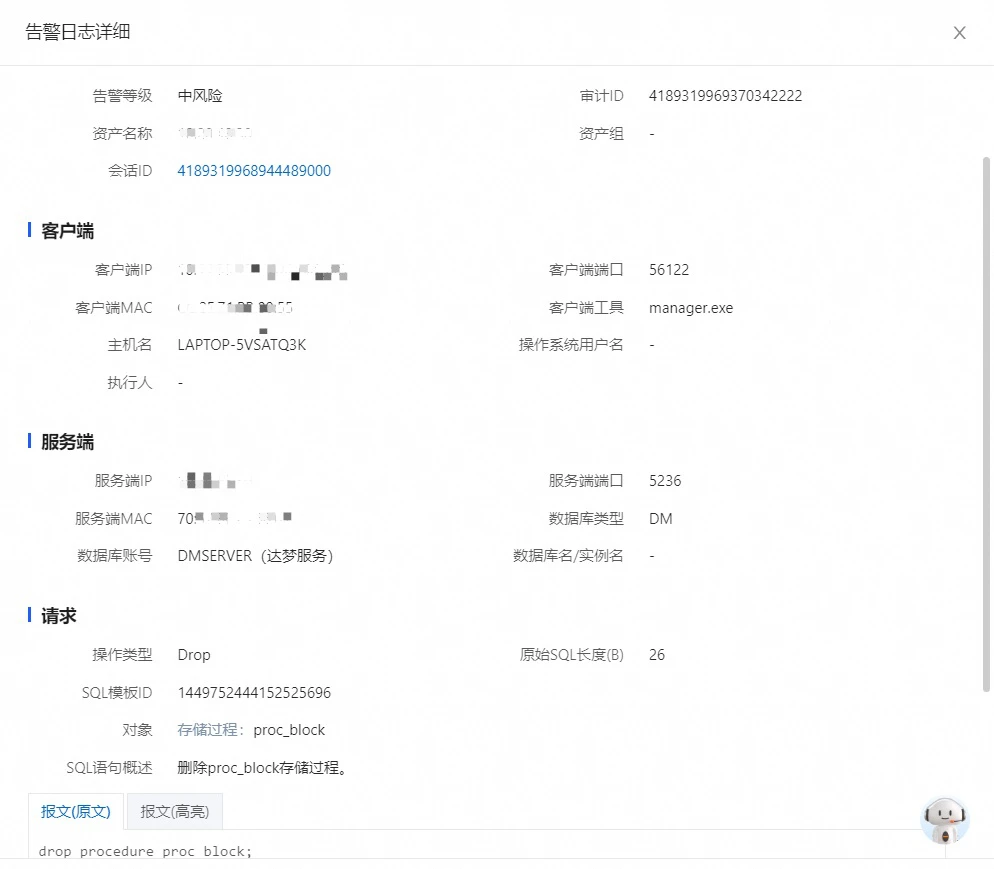 告警日志详细
告警等级 中风险 审计ID 4189319969370342222
资产名称 资产组 -
会话ID 4189319968944489000
客户端
客户端IP 客户端端口 56122
客户端MAC 客户端工具 manager.exe
主机名 LAPTOP-5VSATQ3K 操作系统用户名 -
执行人 -
服务端
服务端IP 服务端端口 5236
服务端MAC 服务端 数据库类型 DM
数据库账号 DMSERVER（达梦服务） 数据库名/实例名 -
请求
操作类型 Drop 原始SQL长度(B) 26
SQL模板ID 1449752444152525696
对象 存储过程： proc_block
SQL语句概述 删除proc_block存储过程。
报文(原文) 报文(高亮)
drop procedure proc_block;